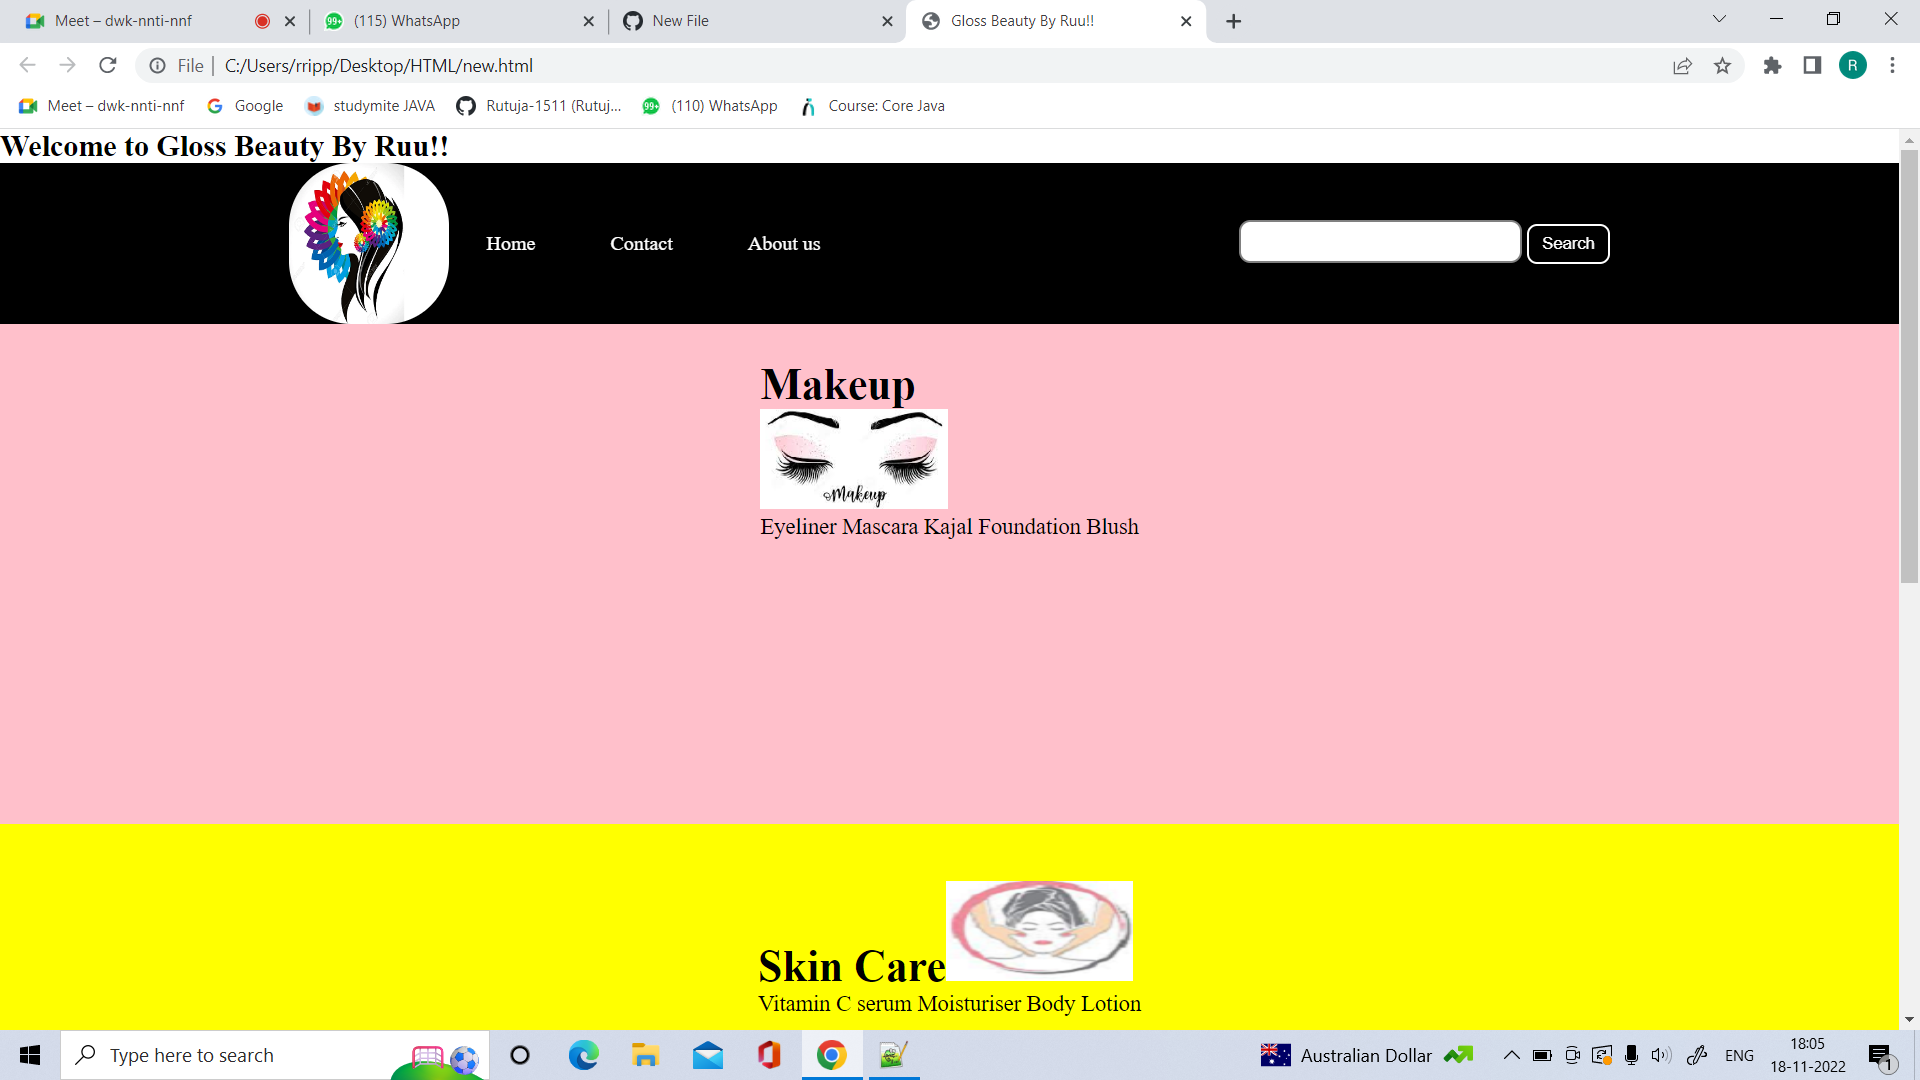 Meet – dwk-nnti-nnf
(115) WhatsApp
New File
Gloss Beauty By Ruu!!
File
C:/Users/rripp/Desktop/HTML/new.html
R
Meet – dwk-nnti-nnf
Google
studymite JAVA
Rutuja-1511 (Rutuj...
99+
(110) WhatsApp
Course: Core Java
Welcome to Gloss Beauty By Ruu!!
Home
Contact
About us
Search
Makeup
Makeup
Eyeliner Mascara Kajal Foundation Blush
Skin Care
Vitamin C serum Moisturiser Body Lotion
Type here to search
Australian Dollar
ENG
18:05
18-11-2022
1